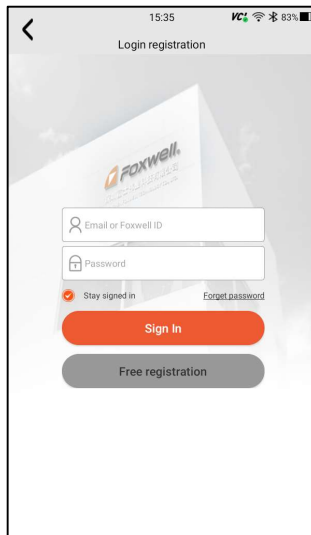 15:35
VC
83%
Login registration
Foxwell.
Email or Foxwell ID
Password
Stay signed in
Forget password
Sign In
Free registration